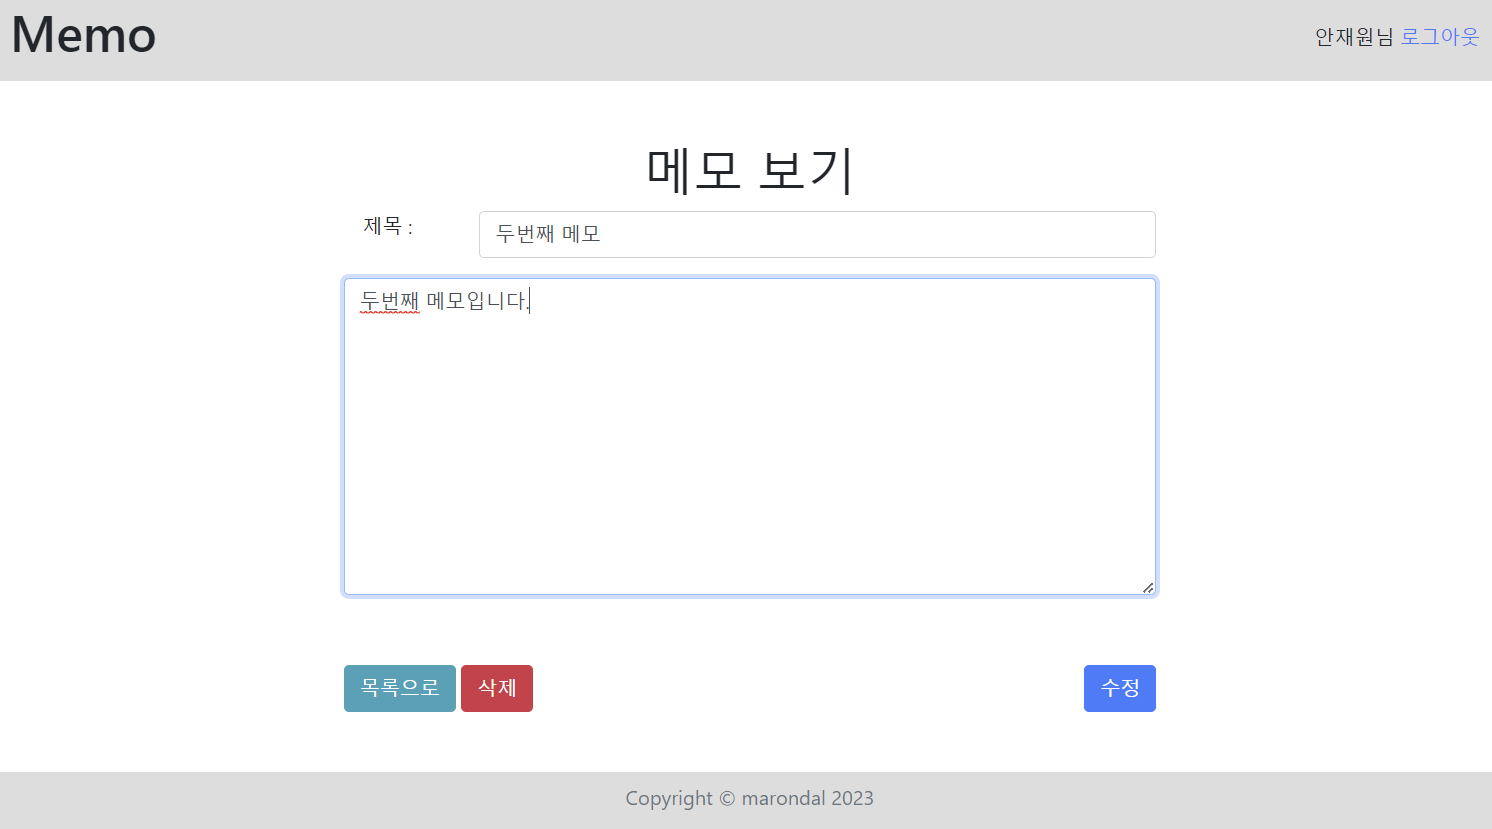 Memo
안재원님 로그아웃
메모 보기
제목 :
두번째 메모
두번째 메모입니다.
목록으로 삭제 수정
Copyright © marondal 2023